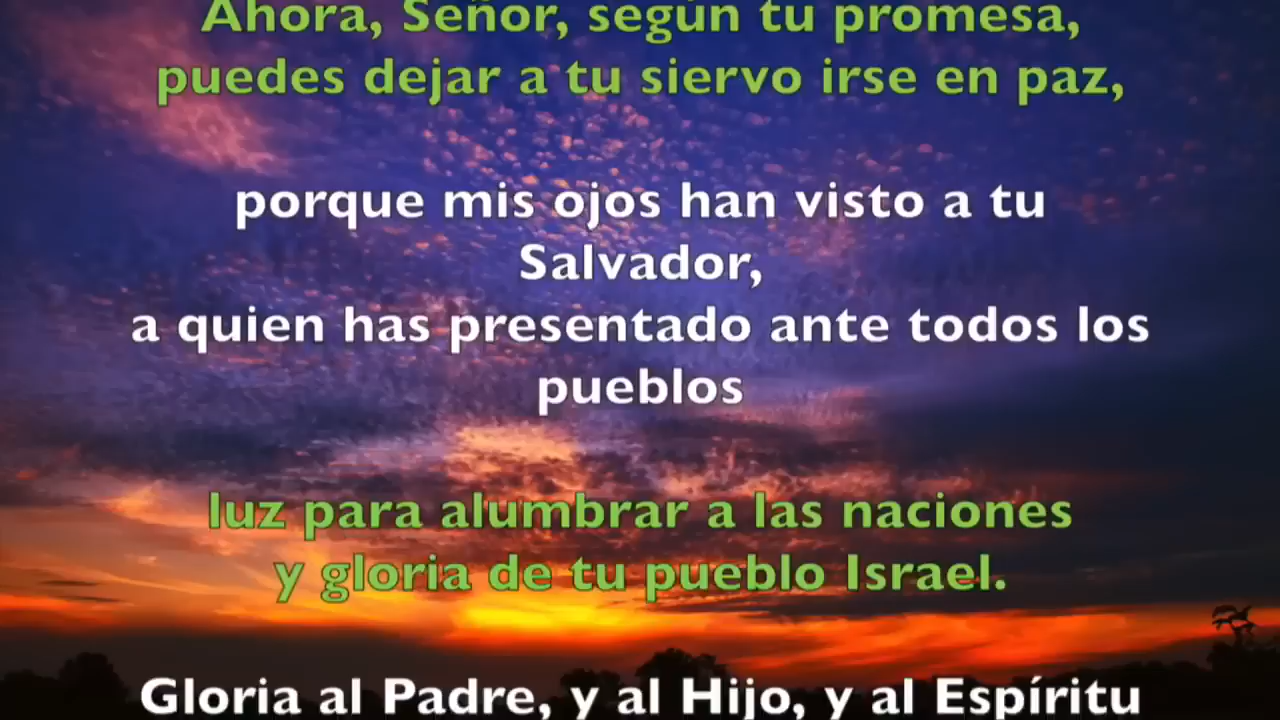 Ahora, Señor, según tu promesa,
puedes dejar a tu siervo irse en paz,
porque mis ojos han visto a tu
Salvador,
a quien has presentado ante todos los
pueblos
luz para alumbrar a las naciones
y gloria de tu pueblo Israel.
Gloria al Padre, y al Hijo, y al Espíritu